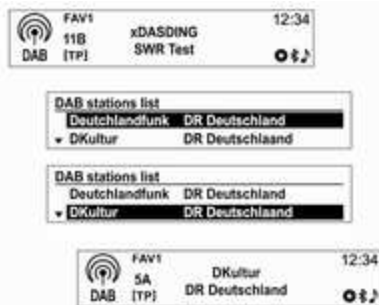 FAV1 12:34
11B xDASDING
DAB [TP] SWR Test
DAB stations list
Deutchlandfunk DR Deutschland
DKultur DR Deutschlaand
DAB stations list
Deutchlandfunk DR Deutschland
DKultur DR Deutschlaand
FAV1 12:34
5A DKultur
DAB [TP] DR Deutschland